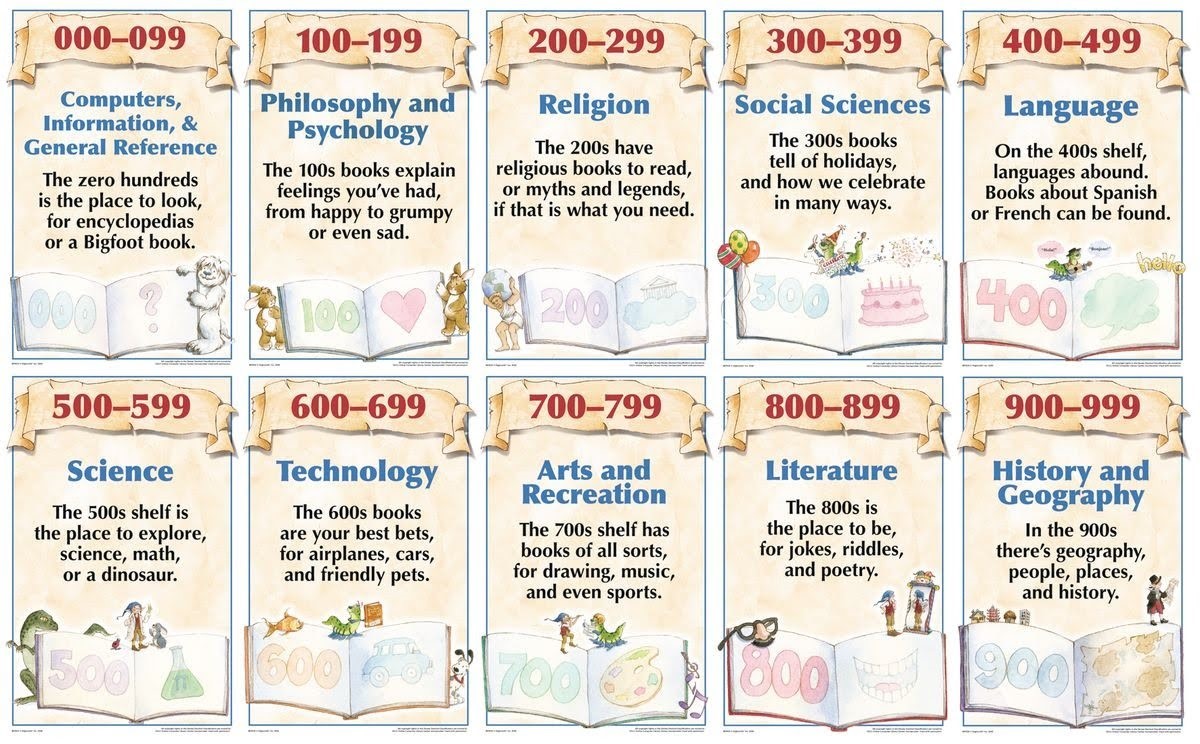 000–099
Computers,
Information, &
General Reference
The zero hundreds
is the place to look,
for encyclopedias
or a Bigfoot book.
000
?
100–199
Philosophy and
Psychology
The 100s books explain
feelings you've had,
from happy to grumpy
or even sad.
100
200–299
Religion
The 200s have
religious books to read,
or myths and legends,
if that is what you need.
200
300–399
Social Sciences
The 300s books
tell of holidays,
and how we celebrate
in many ways.
300
400–499
Language
On the 400s shelf,
languages abound.
Books about Spanish
or French can be found.
"Hola!"
"Bonjour!"
hello
400
500–599
Science
The 500s shelf is
the place to explore,
science, math,
or a dinosaur.
500
600–699
Technology
The 600s books
are your best bets,
for airplanes, cars,
and friendly pets.
600
700–799
Arts and
Recreation
The 700s shelf has
books of all sorts,
for drawing, music,
and even sports.
700
800–899
Literature
The 800s is
the place to be,
for jokes, riddles,
and poetry.
800
900–999
History and
Geography
In the 900s
there's geography,
people, places,
and history.
900